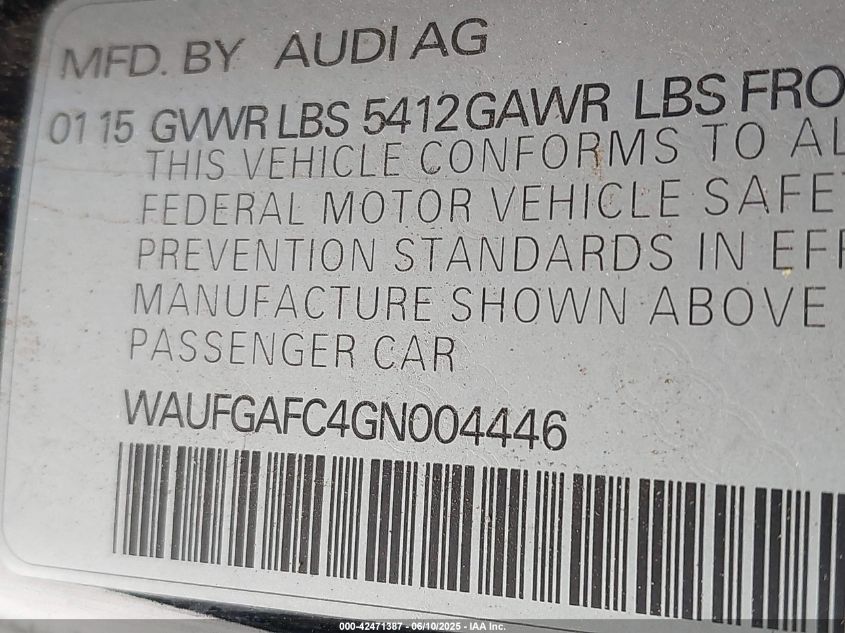 MFD. BY AUDI AG
01 15 GVWR LBS 5412 GAWR LBS FRO
THIS VEHICLE CONFORMS TO AL
FEDERAL MOTOR VEHICLE SAFE
PREVENTION STANDARDS IN EFF
MANUFACTURE SHOWN ABOVE
PASSENGER CAR
WAUFGAFC4GN004446
000-42471387 - 06/10/2025 - IAA Inc.